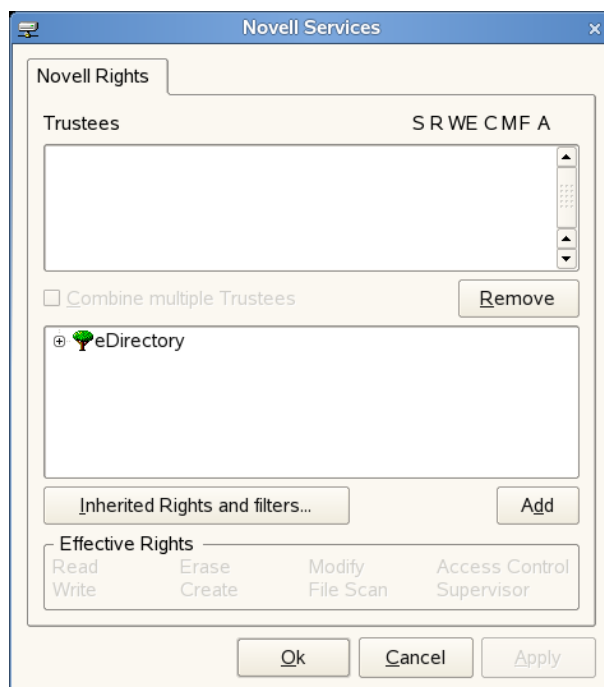 Novell Services
Novell Rights
Trustees S R W E C M F A
Combine multiple Trustees
Remove
eDirectory
Inherited Rights and filters...
Add
Effective Rights
Read Erase Modify Access Control
Write Create File Scan Supervisor
Ok Cancel Apply